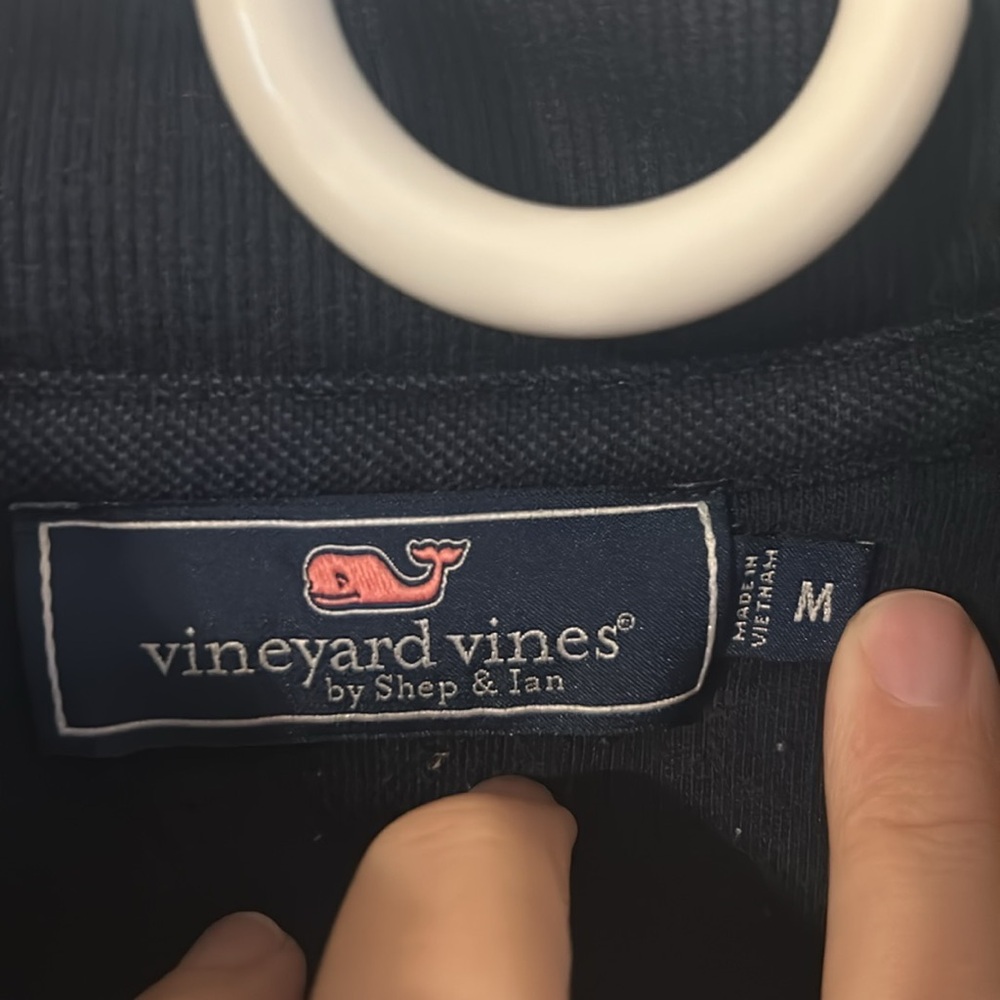 vineyard vines®
by Shep & Ian
MADE IN
VIETNAM
M